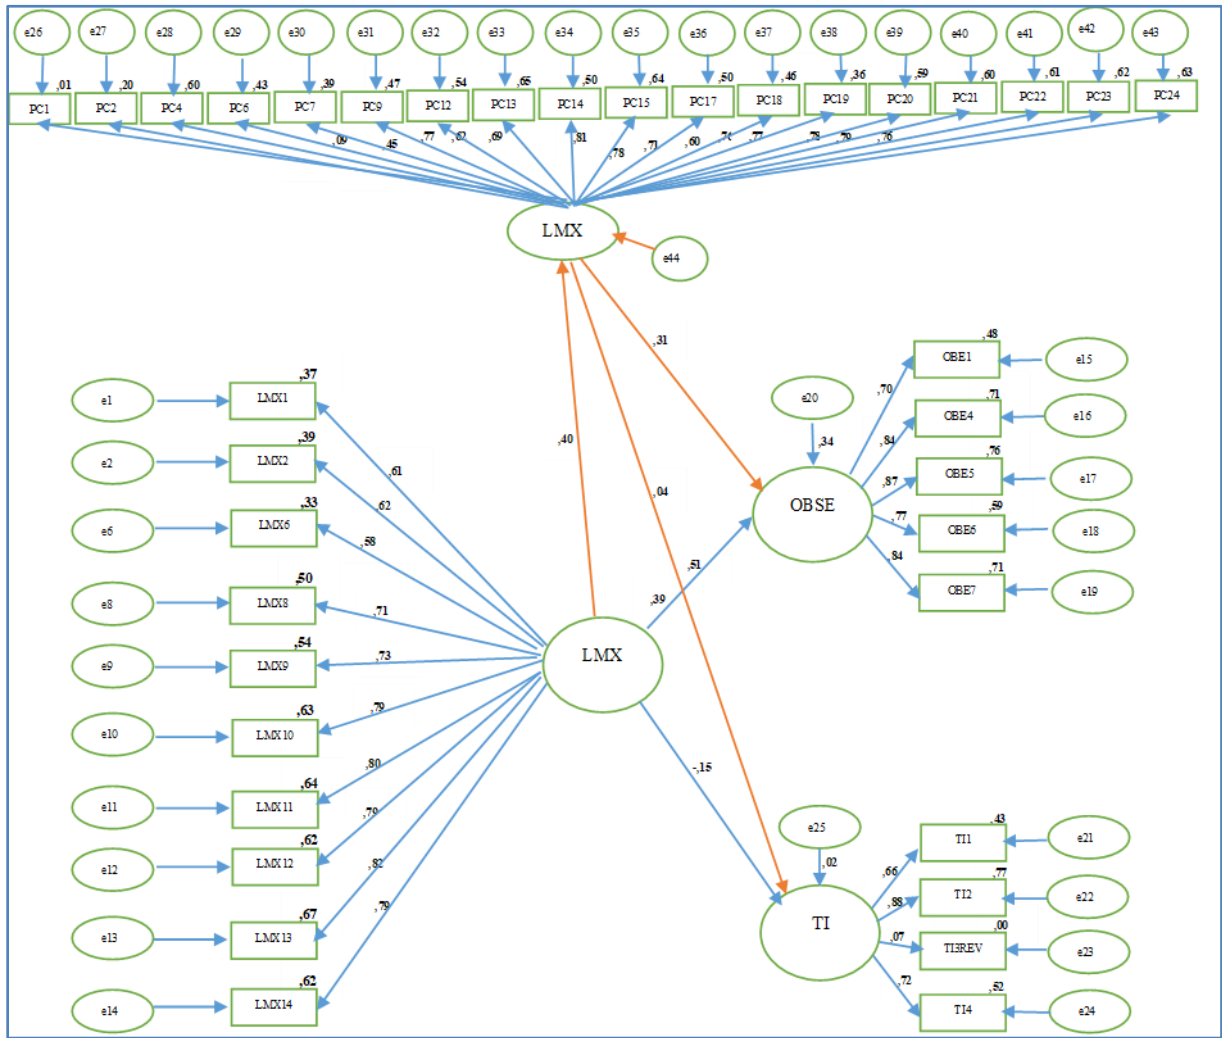 e26 e27 e28 e29 e30 e31 e32 e33 e34 e35 e36 e37 e38 e39 e40 e41 e42 e43
,01 ,20 ,60 ,43 ,39 ,47 ,54 ,65 ,50 ,64 ,50 ,46 ,36 ,59 ,60 ,61 ,62 ,63
PC1 PC2 PC4 PC6 PC7 PC9 PC12 PC13 PC14 PC15 PC17 PC18 PC19 PC20 PC21 PC22 PC23 PC24
,09 ,45 ,77 ,62 ,69 ,81 ,78 ,71 ,60 ,77 ,78 ,79 ,76
LMX
e44
,31
,40
,04
,51
,39
-,15
LMX
e1 LMX1 ,37
,61
e2 LMX2 ,39
,62
e6 LMX6 ,33
,58
e8 LMX8 ,50
,71
e9 LMX9 ,54
,73
e10 LMX10 ,63
,79
e11 LMX11 ,64
,80
e12 LMX12 ,62
,79
e13 LMX13 ,67
,82
e14 LMX14 ,62
,79
e20
,34
OBSE
,70 OBE1 ,48 e15
,84 OBE4 ,71 e16
,87 OBE5 ,76 e17
,77 OBE6 ,59 e18
,84 OBE7 ,71 e19
e25
,02
TI
,66 TI1 ,43 e21
,88 TI2 ,77 e22
,07 TI3REV ,00 e23
,72 TI4 ,52 e24